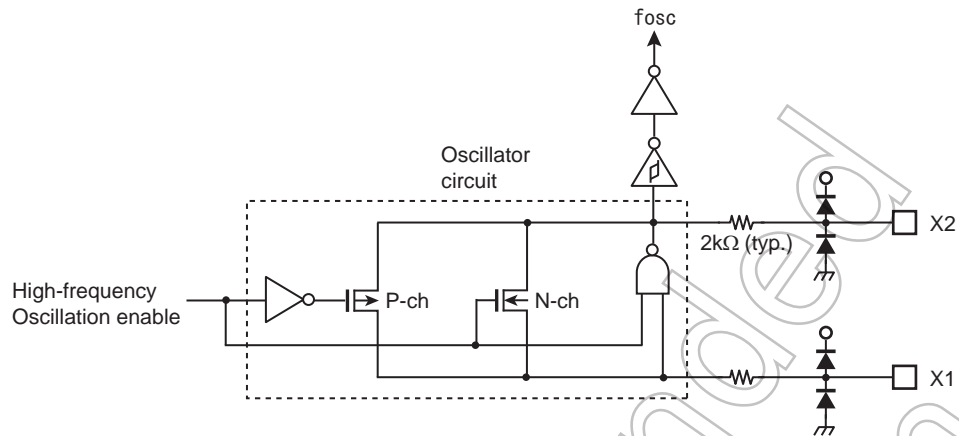 fosc
Oscillator
circuit
2kΩ (typ.)
X2
High-frequency
Oscillation enable
P-ch
N-ch
X1